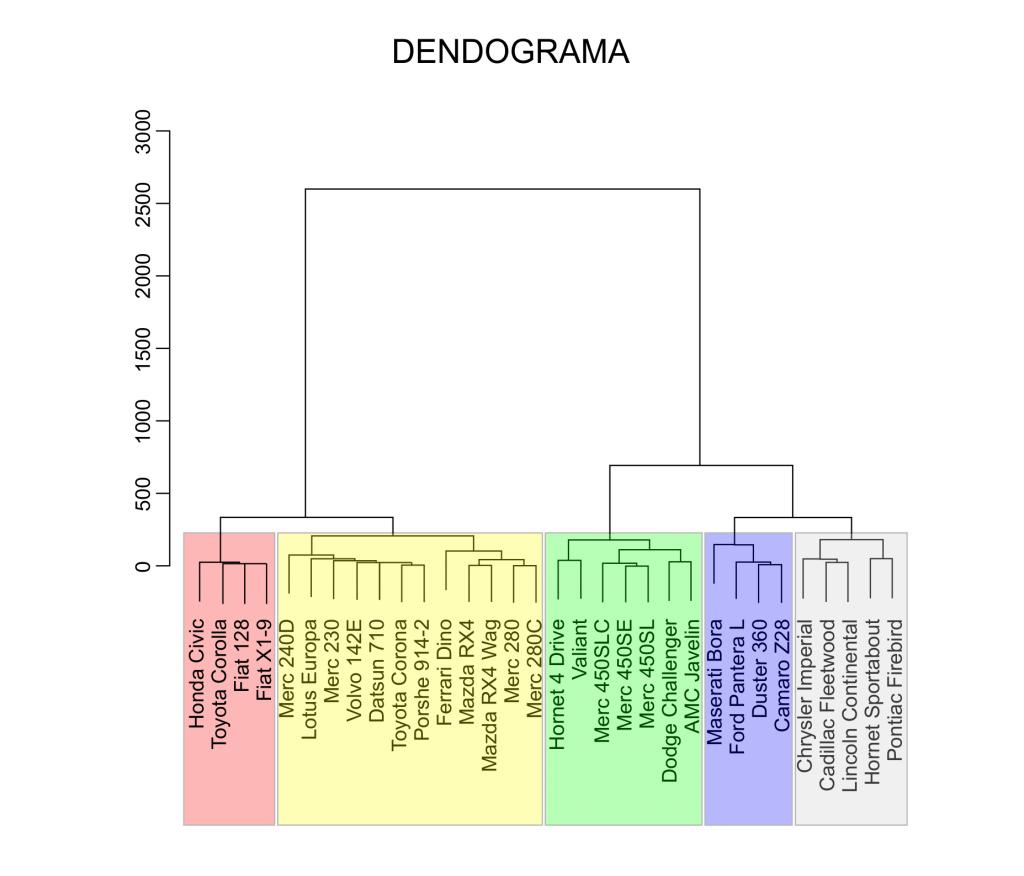 DENDOGRAMA
3000
2500
2000
1500
1000
500
0
Honda Civic
Toyota Corolla
Fiat 128
Fiat X1-9
Merc 240D
Lotus Europa
Merc 230
Volvo 142E
Datsun 710
Toyota Corona
Porshe 914-2
Ferrari Dino
Mazda RX4
Mazda RX4 Wag
Merc 280
Merc 280C
Hornet 4 Drive
Valiant
Merc 450SLC
Merc 450SE
Merc 450SL
Dodge Challenger
AMC Javelin
Maserati Bora
Ford Pantera L
Duster 360
Camaro Z28
Chrysler Imperial
Cadillac Fleetwood
Lincoln Continental
Hornet Sportabout
Pontiac Firebird